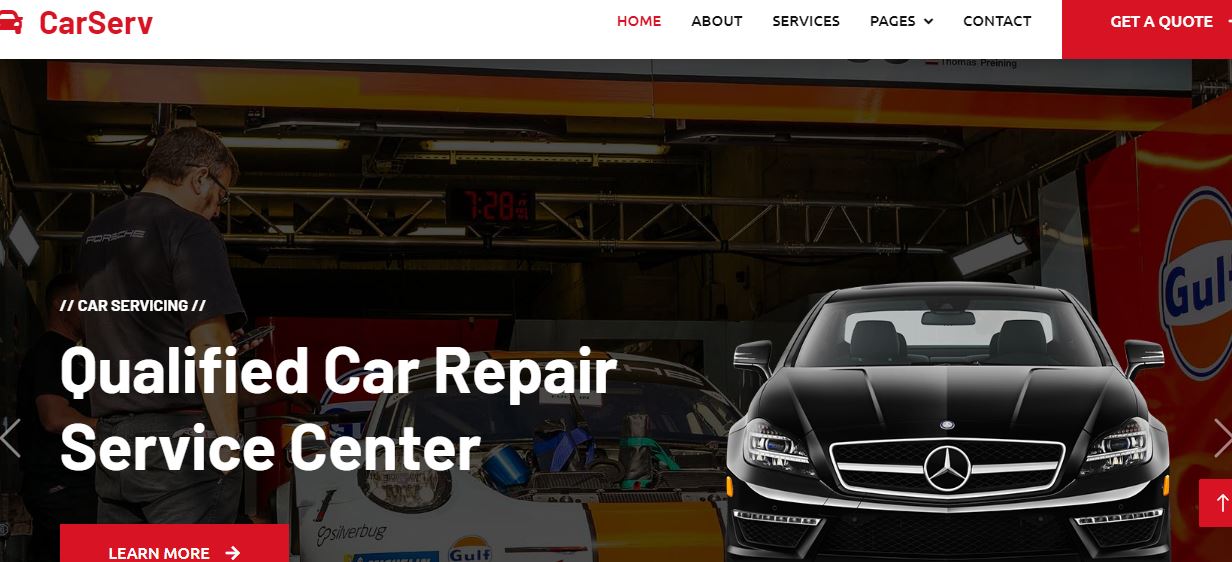 CarServ
HOME ABOUT SERVICES PAGES CONTACT GET A QUOTE
Thomas Preining
7:28
PORSCHE
// CAR SERVICING //
Qualified Car Repair
Service Center
Gulf
silverbug
Gulf
LEARN MORE